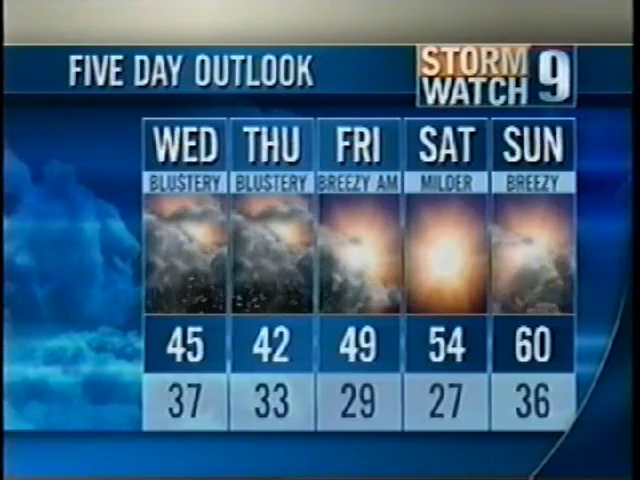 FIVE DAY OUTLOOK
STORM WATCH 9
WED THU FRI SAT SUN
BLUSTERY BLUSTERY BREEZY AM MILDER BREEZY
45 42 49 54 60
37 33 29 27 36